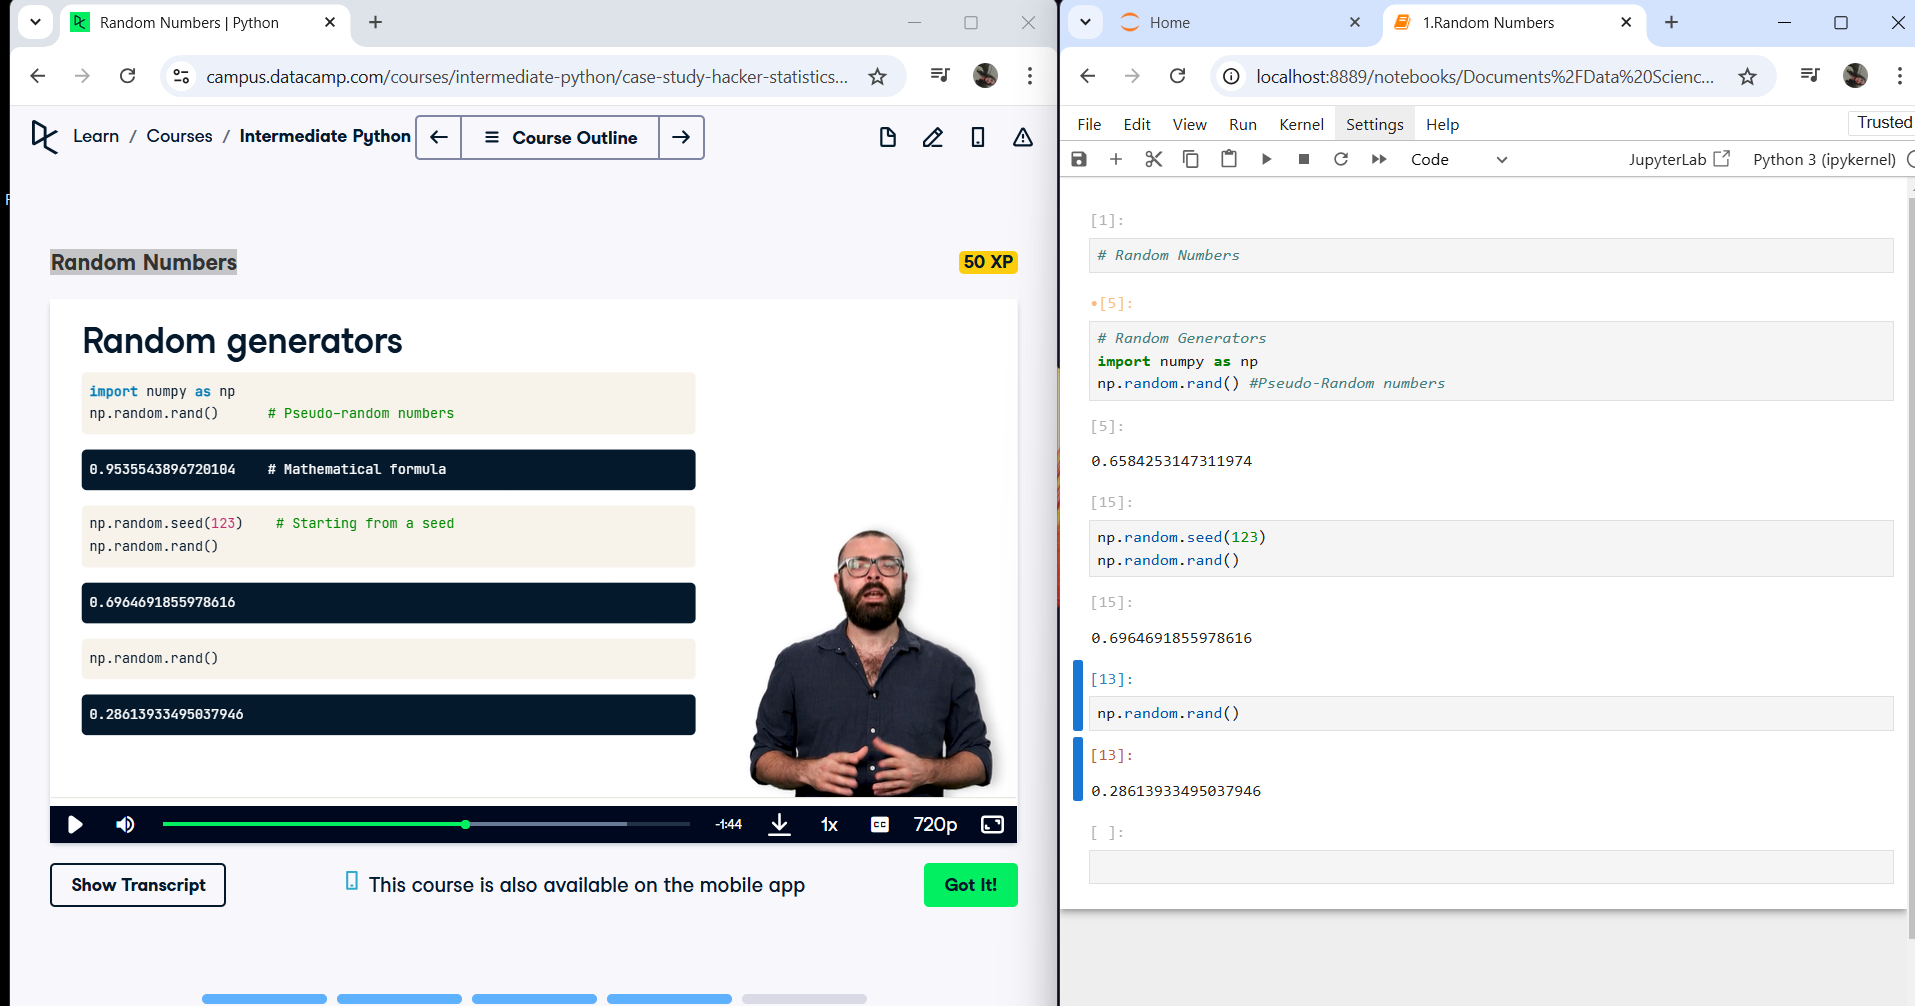 Random Numbers | Python
campus.datacamp.com/courses/intermediate-python/case-study-hacker-statistics...
Learn / Courses / Intermediate Python
Course Outline
Random Numbers
50 XP
Random generators
import numpy as np
np.random.rand() # Pseudo-random numbers
0.9535543896720104 # Mathematical formula
np.random.seed(123) # Starting from a seed
np.random.rand()
0.6964691855978616
np.random.rand()
0.28613933495037946
-1:44
1x
CC
720p
Show Transcript
This course is also available on the mobile app
Got It!
Home
1.Random Numbers
localhost:8889/notebooks/Documents%2FData%20Scienc...
File Edit View Run Kernel Settings Help
Trusted
Code
JupyterLab
Python 3 (ipykernel)
[1]:
# Random Numbers
•[5]:
# Random Generators
import numpy as np
np.random.rand() #Pseudo-Random numbers
[5]:
0.6584253147311974
[15]:
np.random.seed(123)
np.random.rand()
[15]:
0.6964691855978616
[13]:
np.random.rand()
[13]:
0.28613933495037946
[ ]: